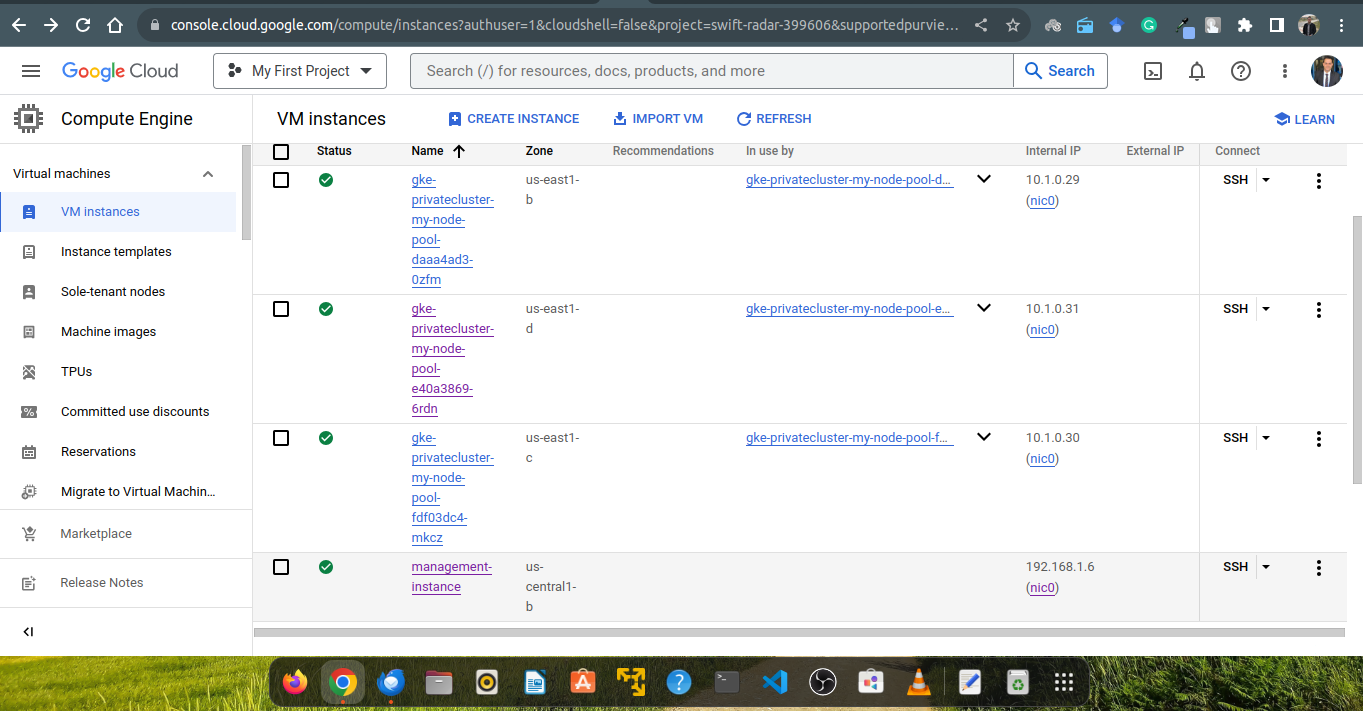 console.cloud.google.com/compute/instances?authuser=1&cloudshell=false&project=swift-radar-399606&supportedpurvie...
Google Cloud
My First Project
Search (/) for resources, docs, products, and more
Search
Compute Engine
VM instances
CREATE INSTANCE
IMPORT VM
REFRESH
LEARN
Virtual machines
VM instances
Instance templates
Sole-tenant nodes
Machine images
TPUs
Committed use discounts
Reservations
Migrate to Virtual Machin...
Marketplace
Release Notes
Status Name Zone Recommendations In use by Internal IP External IP Connect
gke- us-east1- gke-privatecluster-my-node-pool-d... 10.1.0.29 SSH
privatecluster- b (nic0)
my-node-
pool-
daaa4ad3-
0zfm
gke- us-east1- gke-privatecluster-my-node-pool-e... 10.1.0.31 SSH
privatecluster- d (nic0)
my-node-
pool-
e40a3869-
6rdn
gke- us-east1- gke-privatecluster-my-node-pool-f... 10.1.0.30 SSH
privatecluster- c (nic0)
my-node-
pool-
fdf03dc4-
mkcz
management- us- 192.168.1.6 SSH
instance central1- (nic0)
b